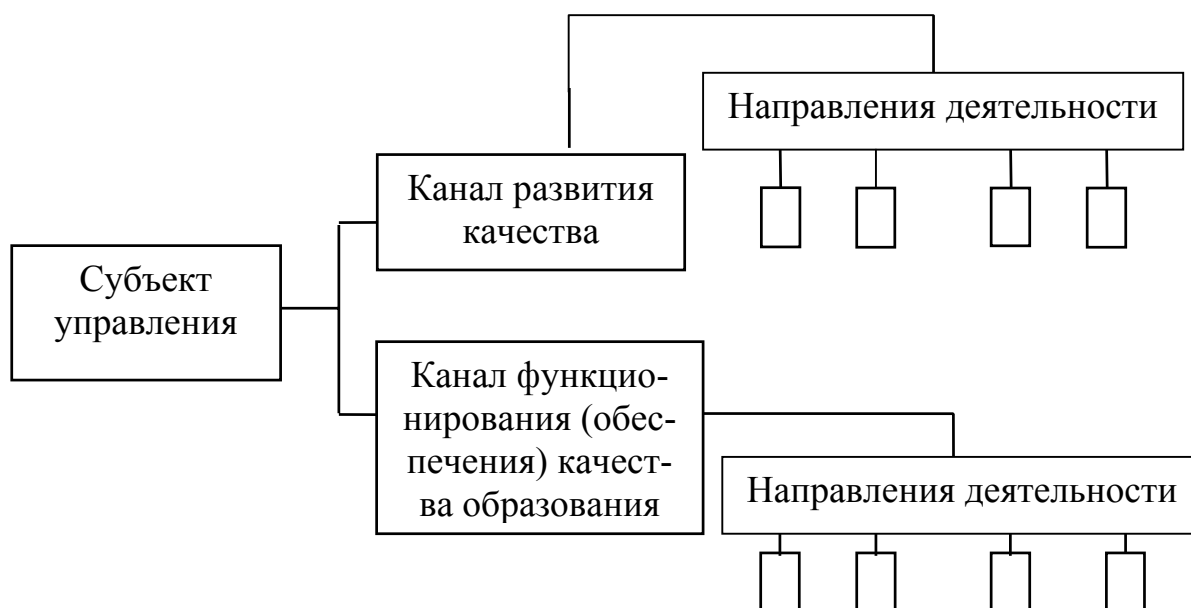 Направления деятельности
Канал развития
качества
Субъект
управления
Канал функцио-
нирования (обес-
печения) качест-
ва образования
Направления деятельности